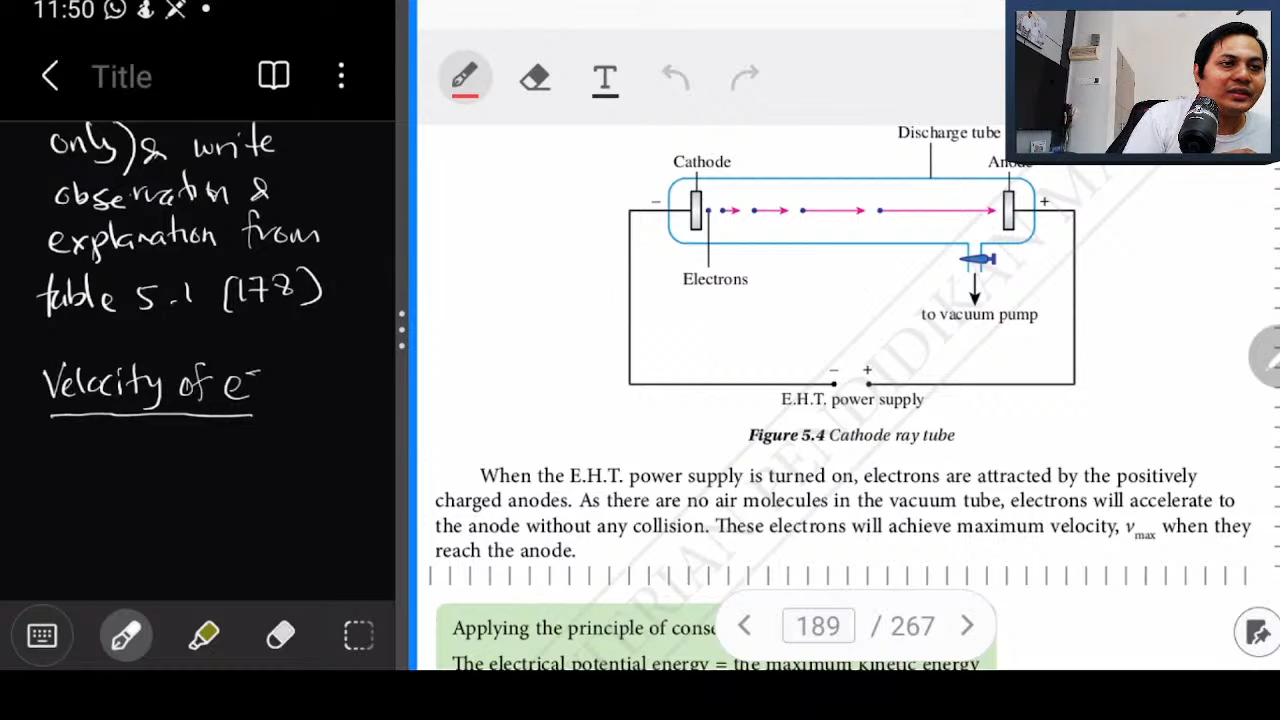 11:50
Title
only) & write
observation &
explanation from
table 5.1 (178)
Velocity of e-
Discharge tube
Cathode
Anode
−
+
Electrons
to vacuum pump
− +
E.H.T. power supply
Figure 5.4 Cathode ray tube
When the E.H.T. power supply is turned on, electrons are attracted by the positively
charged anodes. As there are no air molecules in the vacuum tube, electrons will accelerate to
the anode without any collision. These electrons will achieve maximum velocity, vmax when they
reach the anode.
Applying the principle of conse
The electrical potential energy = the maximum kinetic energy
189 / 267
T
ERIAN PENDIDIKAN MA